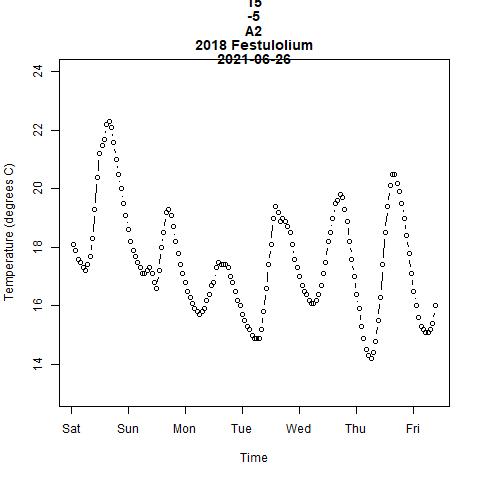 15
-5
A2
2018 Festulolium
2021-06-26
Temperature (degrees C)
24
22
20
18
16
14
Sat Sun Mon Tue Wed Thu Fri
Time